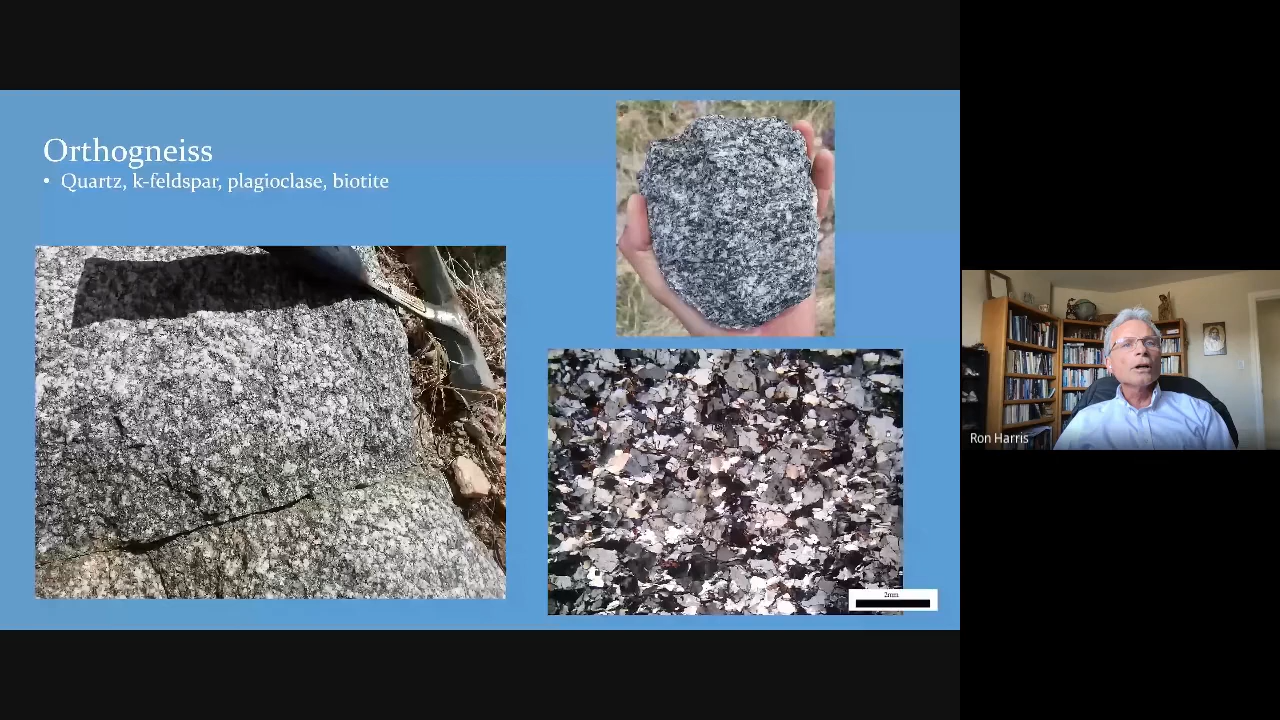 Orthogneiss
• Quartz, k-feldspar, plagioclase, biotite
2mm
Ron Harris